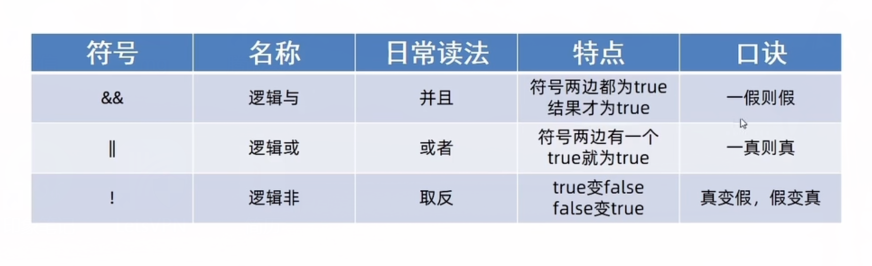 符号 名称 日常读法 特点 口诀
&& 逻辑与 并且 符号两边都为true 一假则假
结果才为true
|| 逻辑或 或者 符号两边有一个 一真则真
true就为true
! 逻辑非 取反 true变false 真变假，假变真
false变true